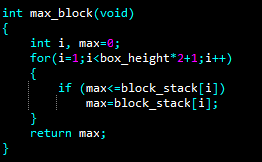 int max_block(void)
{
    int i, max=0;
    for(i=1;i<box_height*2+1;i++)
    {
        if (max<=block_stack[i])
            max=block_stack[i];
    }
    return max;
}